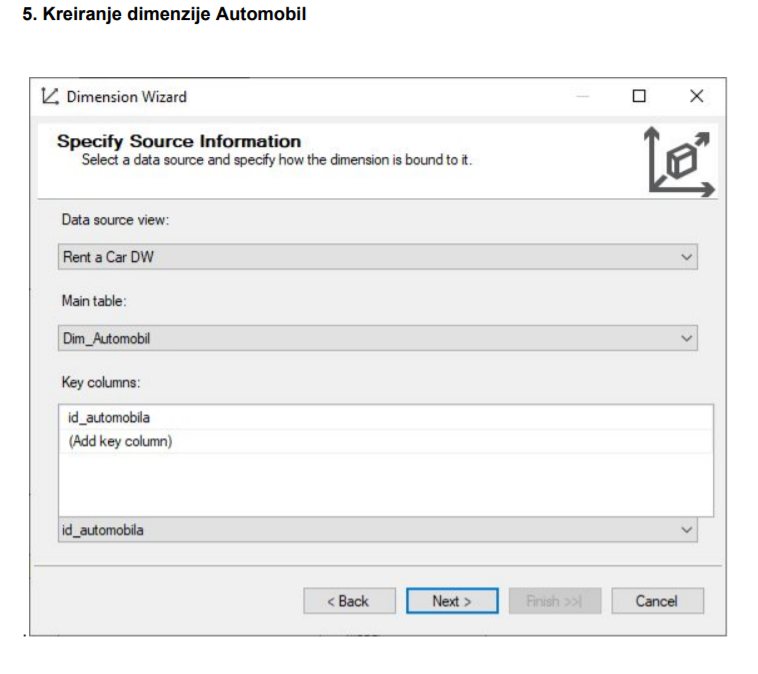 5. Kreiranje dimenzije Automobil
Dimension Wizard
Specify Source Information
Select a data source and specify how the dimension is bound to it.
Data source view:
Rent a Car DW
Main table:
Dim_Automobil
Key columns:
id_automobila
(Add key column)
id_automobila
< Back
Next >
Finish >>|
Cancel
.